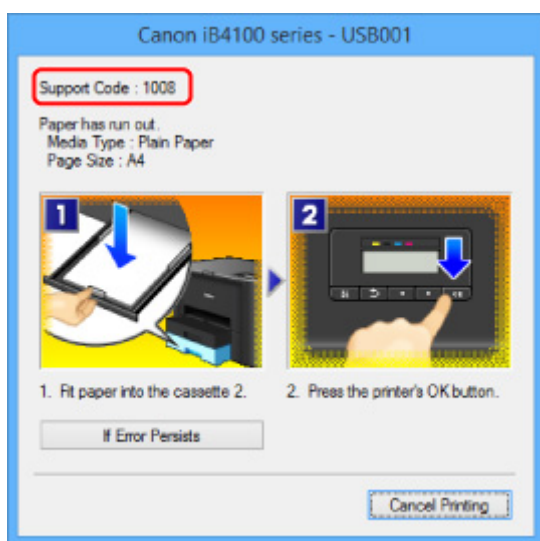 Canon iB4100 series - USB001
Support Code : 1008
Paper has run out.
Media Type : Plain Paper
Page Size : A4
1
2
1. Fit paper into the cassette 2.
2. Press the printer's OK button.
If Error Persists
Cancel Printing